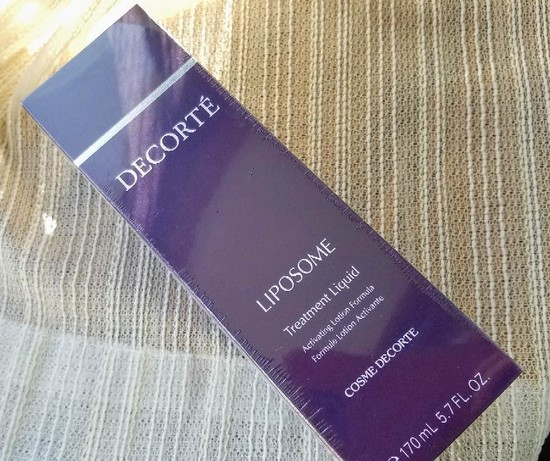 DECORTÉ
LIPOSOME
Treatment Liquid
Activating Lotion Formula
Formule Lotion Activante
COSME DECORTE
170 mL 5.7 FL. OZ.